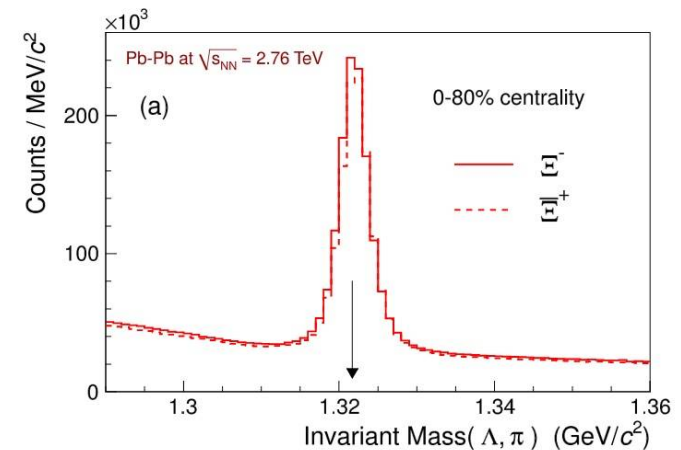 ×10³
Counts / MeV/c²
Pb-Pb at √s_NN = 2.76 TeV
(a)
0-80% centrality
Ξ⁻
Ξ̅⁺
200
100
0
1.3 1.32 1.34 1.36
Invariant Mass( Λ, π ) (GeV/c²)